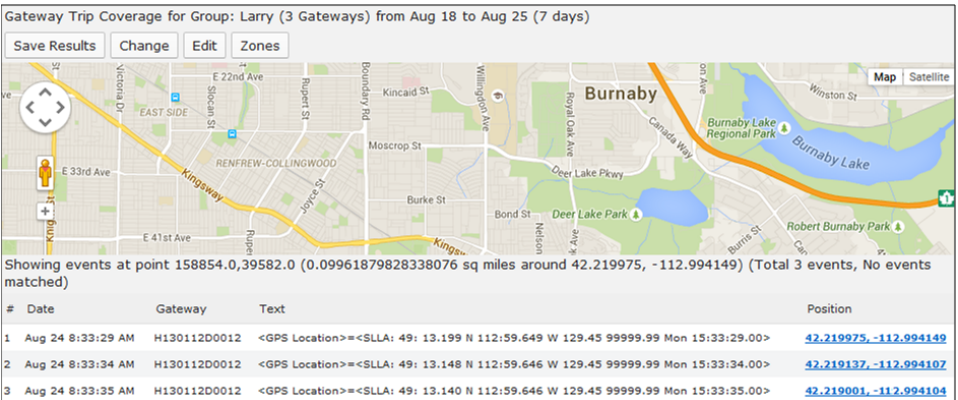 Gateway Trip Coverage for Group: Larry (3 Gateways) from Aug 18 to Aug 25 (7 days)
Save Results Change Edit Zones
Map Satellite
E 22nd Ave
Victoria Dr
Slocan St
Rupert St
Boundary Rd
Kincaid St
Willingdon Ave
Burnaby
Winston St
EAST SIDE
Royal Oak Ave
Canada Way
Burnaby Lake
Regional Park
Burnaby Lake
Moscrop St
RENFREW-COLLINGWOOD
E 33rd Ave
Kingsway
Joyce St
Deer Lake Pkwy
Burke St
Bond St
Deer Lake Park
Robert Burnaby Park
1
E 41st Ave
Nelson
Burris St
Showing events at point 158854.0,39582.0 (0.09961879828338076 sq miles around 42.219975, -112.994149) (Total 3 events, No events
matched)
# Date Gateway Text Position
1 Aug 24 8:33:29 AM H130112D0012 <GPS Location>=<SLLA: 49: 13.199 N 112:59.649 W 129.45 99999.99 Mon 15:33:29.00> 42.219975, -112.994149
2 Aug 24 8:33:34 AM H130112D0012 <GPS Location>=<SLLA: 49: 13.148 N 112:59.646 W 129.45 99999.99 Mon 15:33:34.00> 42.219137, -112.994107
3 Aug 24 8:33:35 AM H130112D0012 <GPS Location>=<SLLA: 49: 13.140 N 112:59.646 W 129.45 99999.99 Mon 15:33:35.00> 42.219001, -112.994104